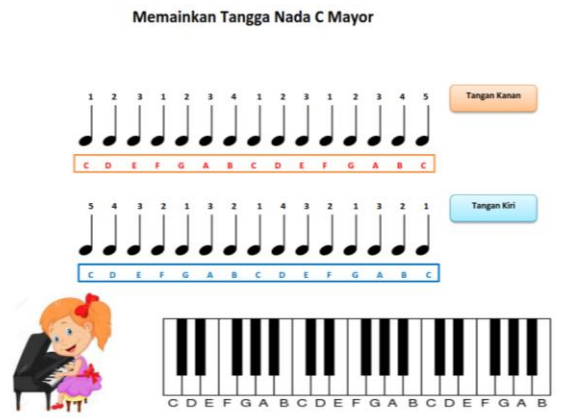 Memainkan Tangga Nada C Mayor
1 2 3 1 2 3 4 1 2 3 1 2 3 4 5
Tangan Kanan
C D E F G A B C D E F G A B C
5 4 3 2 1 3 2 1 4 3 2 1 3 2 1
Tangan Kiri
C D E F G A B C D E F G A B C
C D E F G A B C D E F G A B C D E F G A B